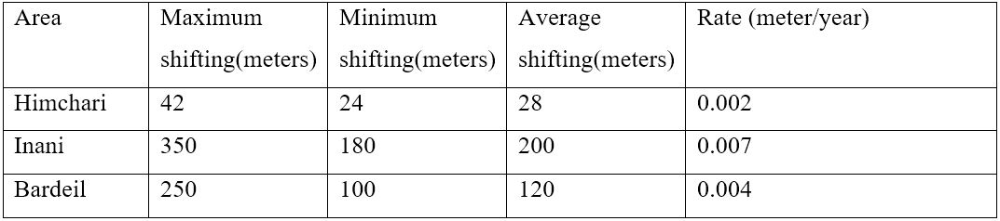 Area Maximum shifting(meters) Minimum shifting(meters) Average shifting(meters) Rate (meter/year)
Himchari 42 24 28 0.002
Inani 350 180 200 0.007
Bardeil 250 100 120 0.004